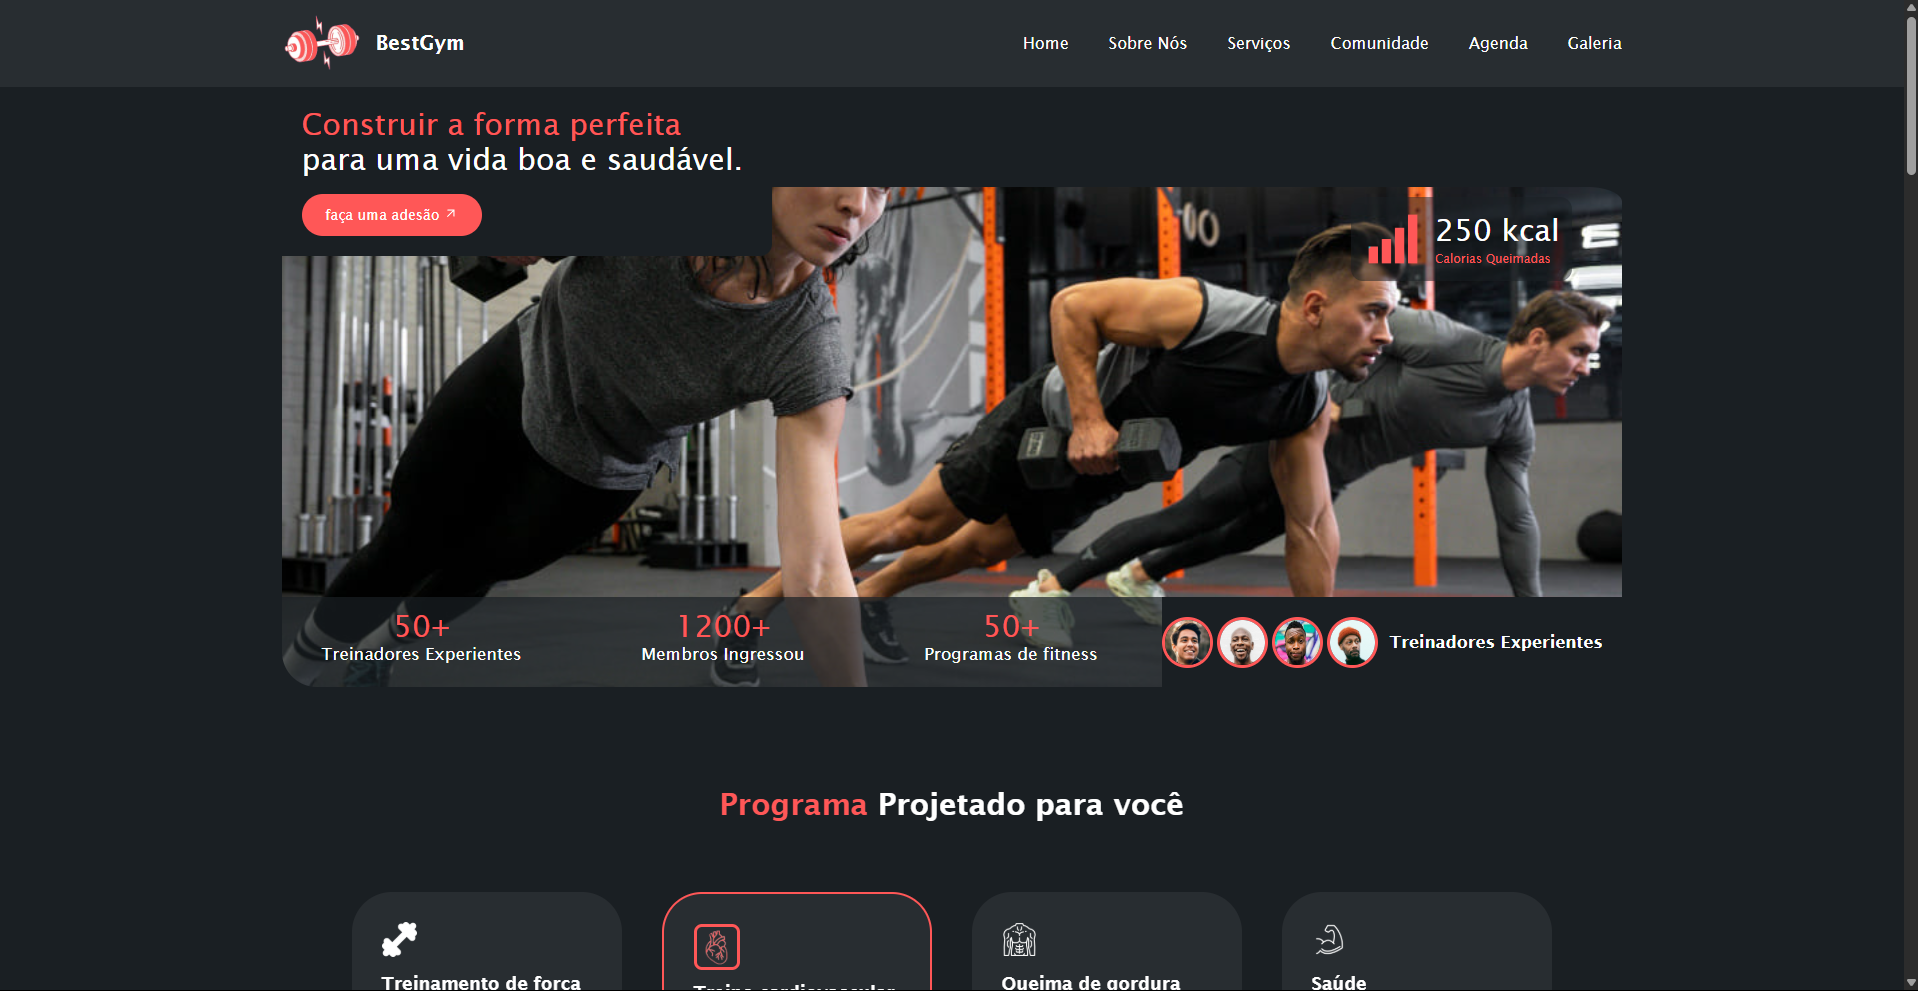 BestGym
Home
Sobre Nós
Serviços
Comunidade
Agenda
Galeria
Construir a forma perfeita
para uma vida boa e saudável.
faça uma adesão
250 kcal
Calorias Queimadas
50+
Treinadores Experientes
1200+
Membros Ingressou
50+
Programas de fitness
Treinadores Experientes
Programa Projetado para você
Treinamento de força
Treino cardiovascular
Queima de gordura
Saúde